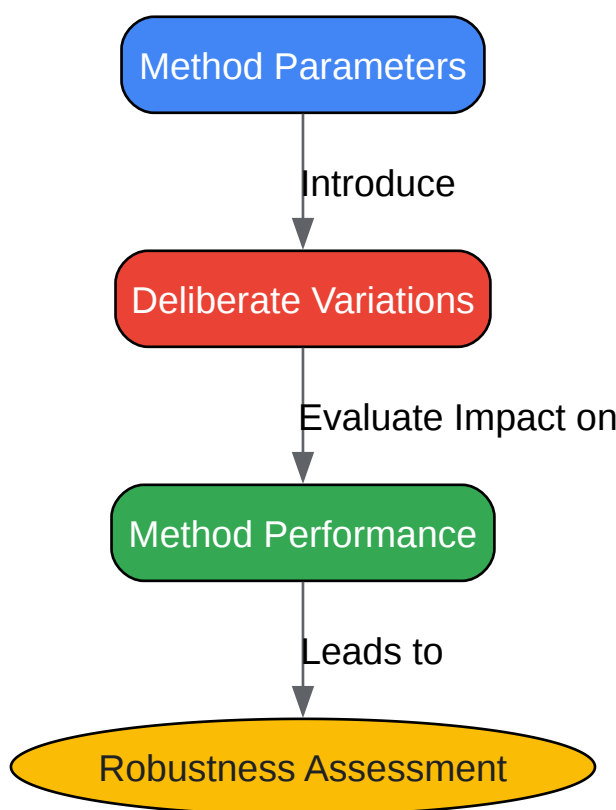 Method Parameters
Introduce
Deliberate Variations
Evaluate Impact on
Method Performance
Leads to
Robustness Assessment